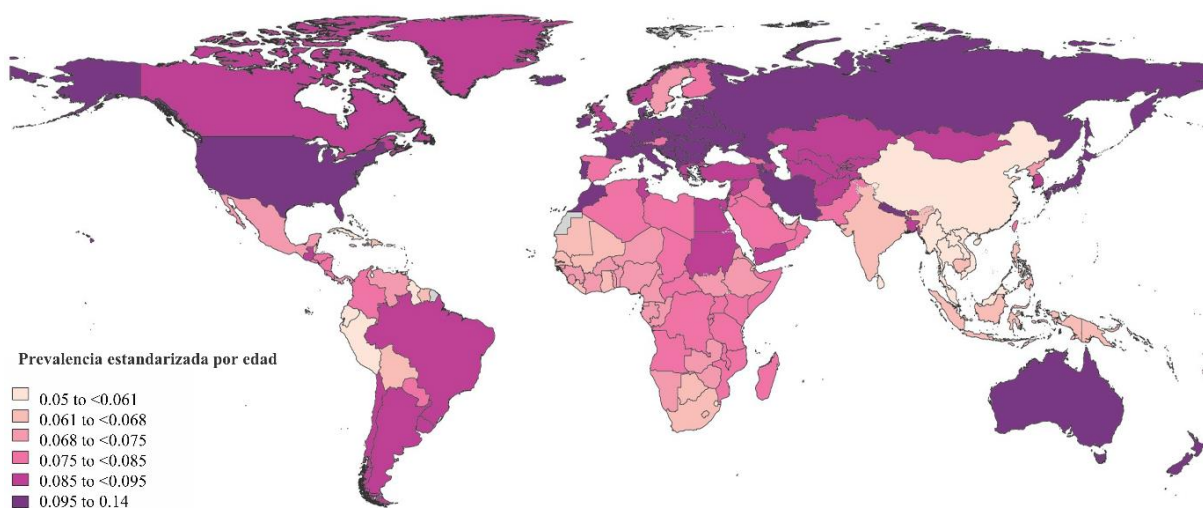 Prevalencia estandarizada por edad
0.05 to <0.061
0.061 to <0.068
0.068 to <0.075
0.075 to <0.085
0.085 to <0.095
0.095 to 0.14